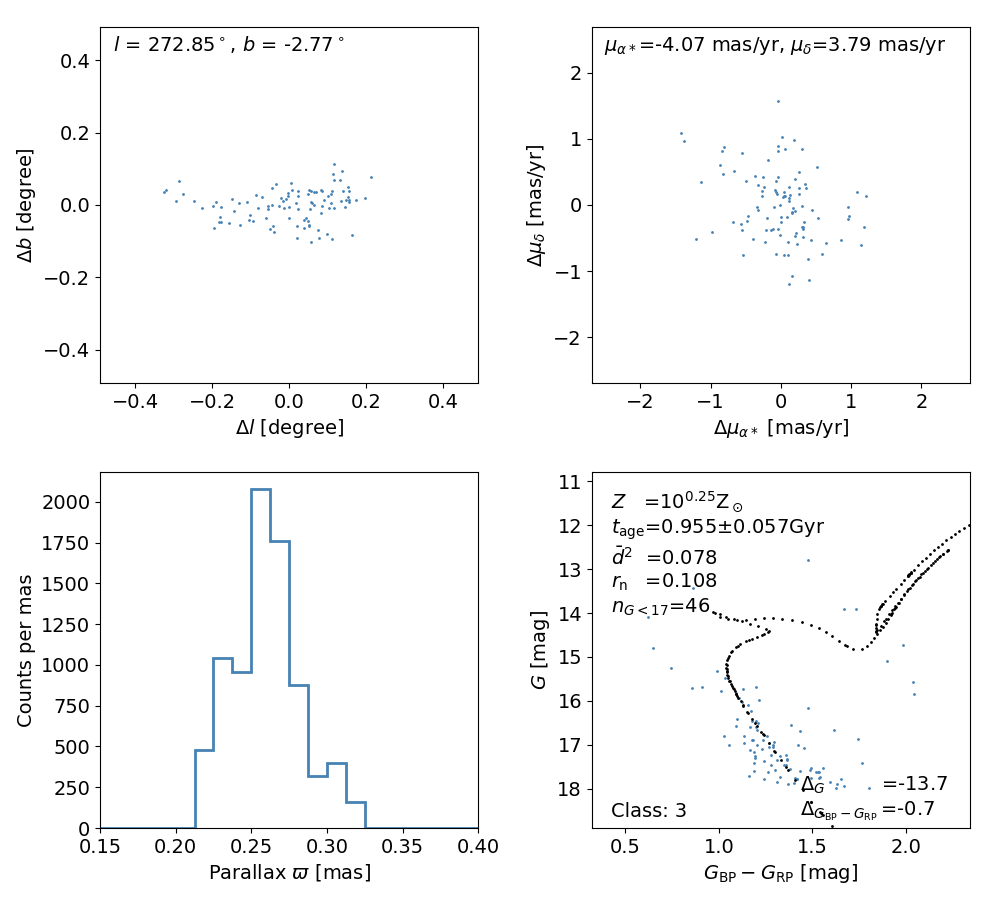 l = 272.85°, b = -2.77°
0.4
0.2
0.0
−0.2
−0.4
Δb [degree]
−0.4 −0.2 0.0 0.2 0.4
Δl [degree]
μα*=-4.07 mas/yr, μδ=3.79 mas/yr
2
1
0
−1
−2
Δμδ [mas/yr]
−2 −1 0 1 2
Δμα* [mas/yr]
2000
1750
1500
1250
1000
750
500
250
0
Counts per mas
0.15 0.20 0.25 0.30 0.35 0.40
Parallax ϖ [mas]
11
12
13
14
15
16
17
18
G [mag]
Z =10^0.25 Z⊙
t_age=0.955±0.057Gyr
d̄² =0.078
r_n =0.108
n_G<17=46
Δ_G =-13.7
Δ_GBP−GRP =-0.7
Class: 3
0.5 1.0 1.5 2.0
G_BP − G_RP [mag]